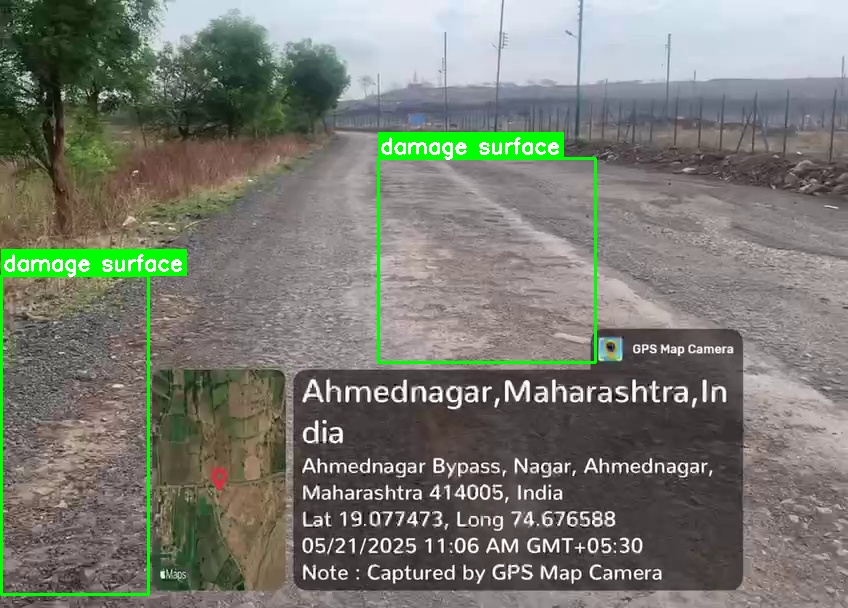 damage surface
damage surface
GPS Map Camera
Ahmednagar,Maharashtra,In
dia
Ahmednagar Bypass, Nagar, Ahmednagar,
Maharashtra 414005, India
Lat 19.077473, Long 74.676588
05/21/2025 11:06 AM GMT+05:30
Note : Captured by GPS Map Camera
Maps